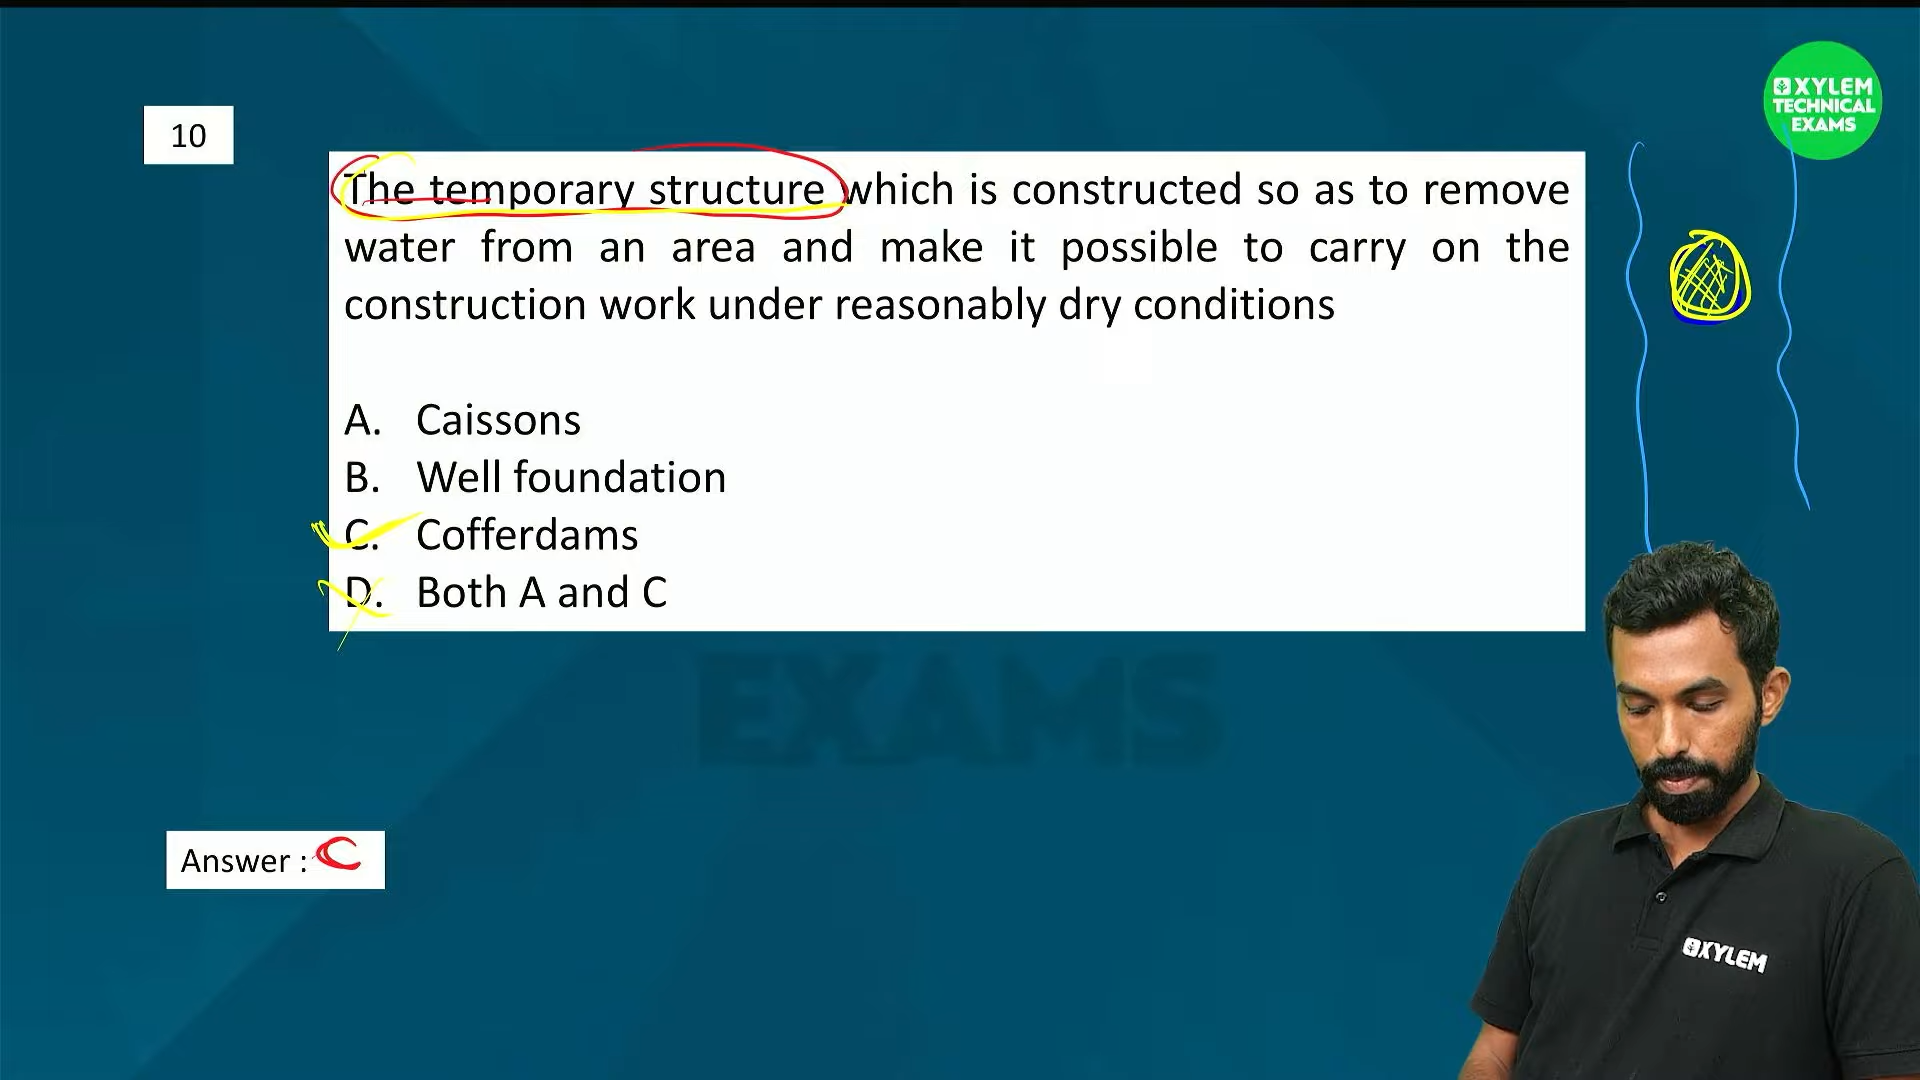 XYLEM
TECHNICAL
EXAMS
10
The temporary structure which is constructed so as to remove
water from an area and make it possible to carry on the
construction work under reasonably dry conditions
A. Caissons
B. Well foundation
C. Cofferdams
D. Both A and C
EXAMS
Answer : C
XYLEM